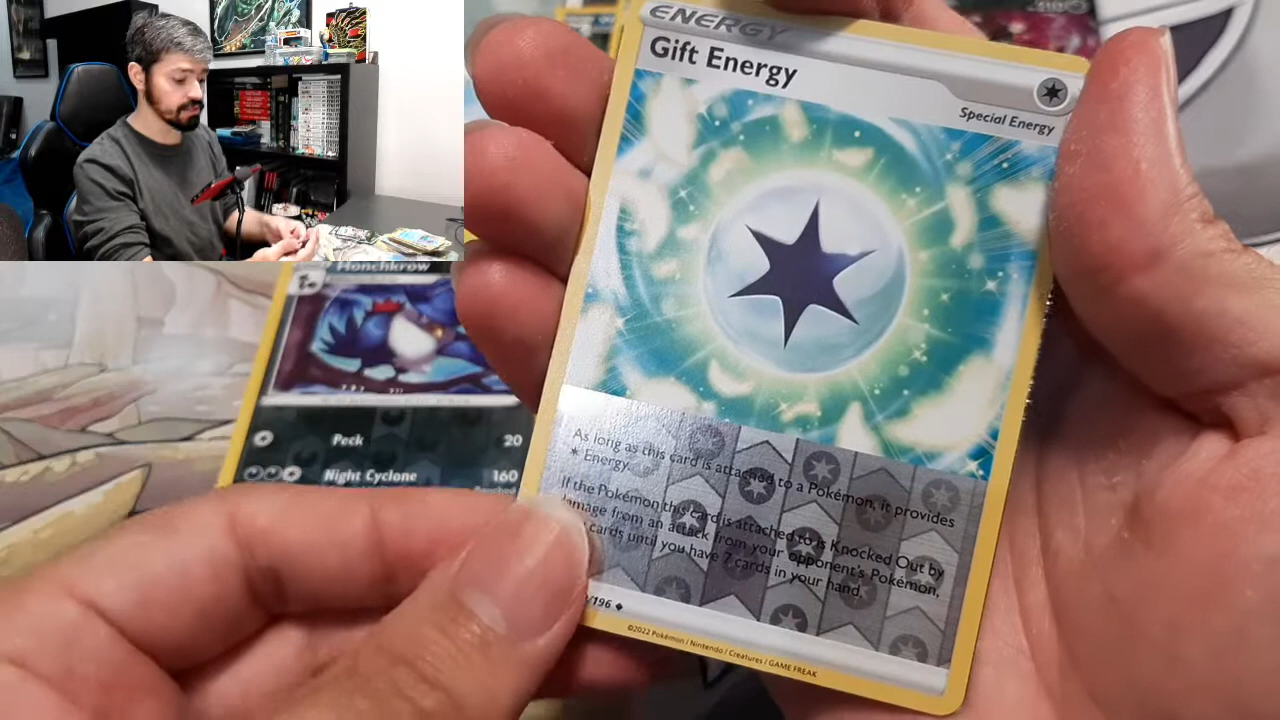 ENERGY
Gift Energy
Special Energy
As long as this card is attached to a Pokémon, it provides
Energy.
If the Pokémon this card is attached to is Knocked Out by
damage from an attack from your opponent's Pokémon,
cards until you have 7 cards in your hand.
/196
©2022 Pokémon / Nintendo / Creatures / GAME FREAK
Honchkrow
Peck 20
Night Cyclone 160